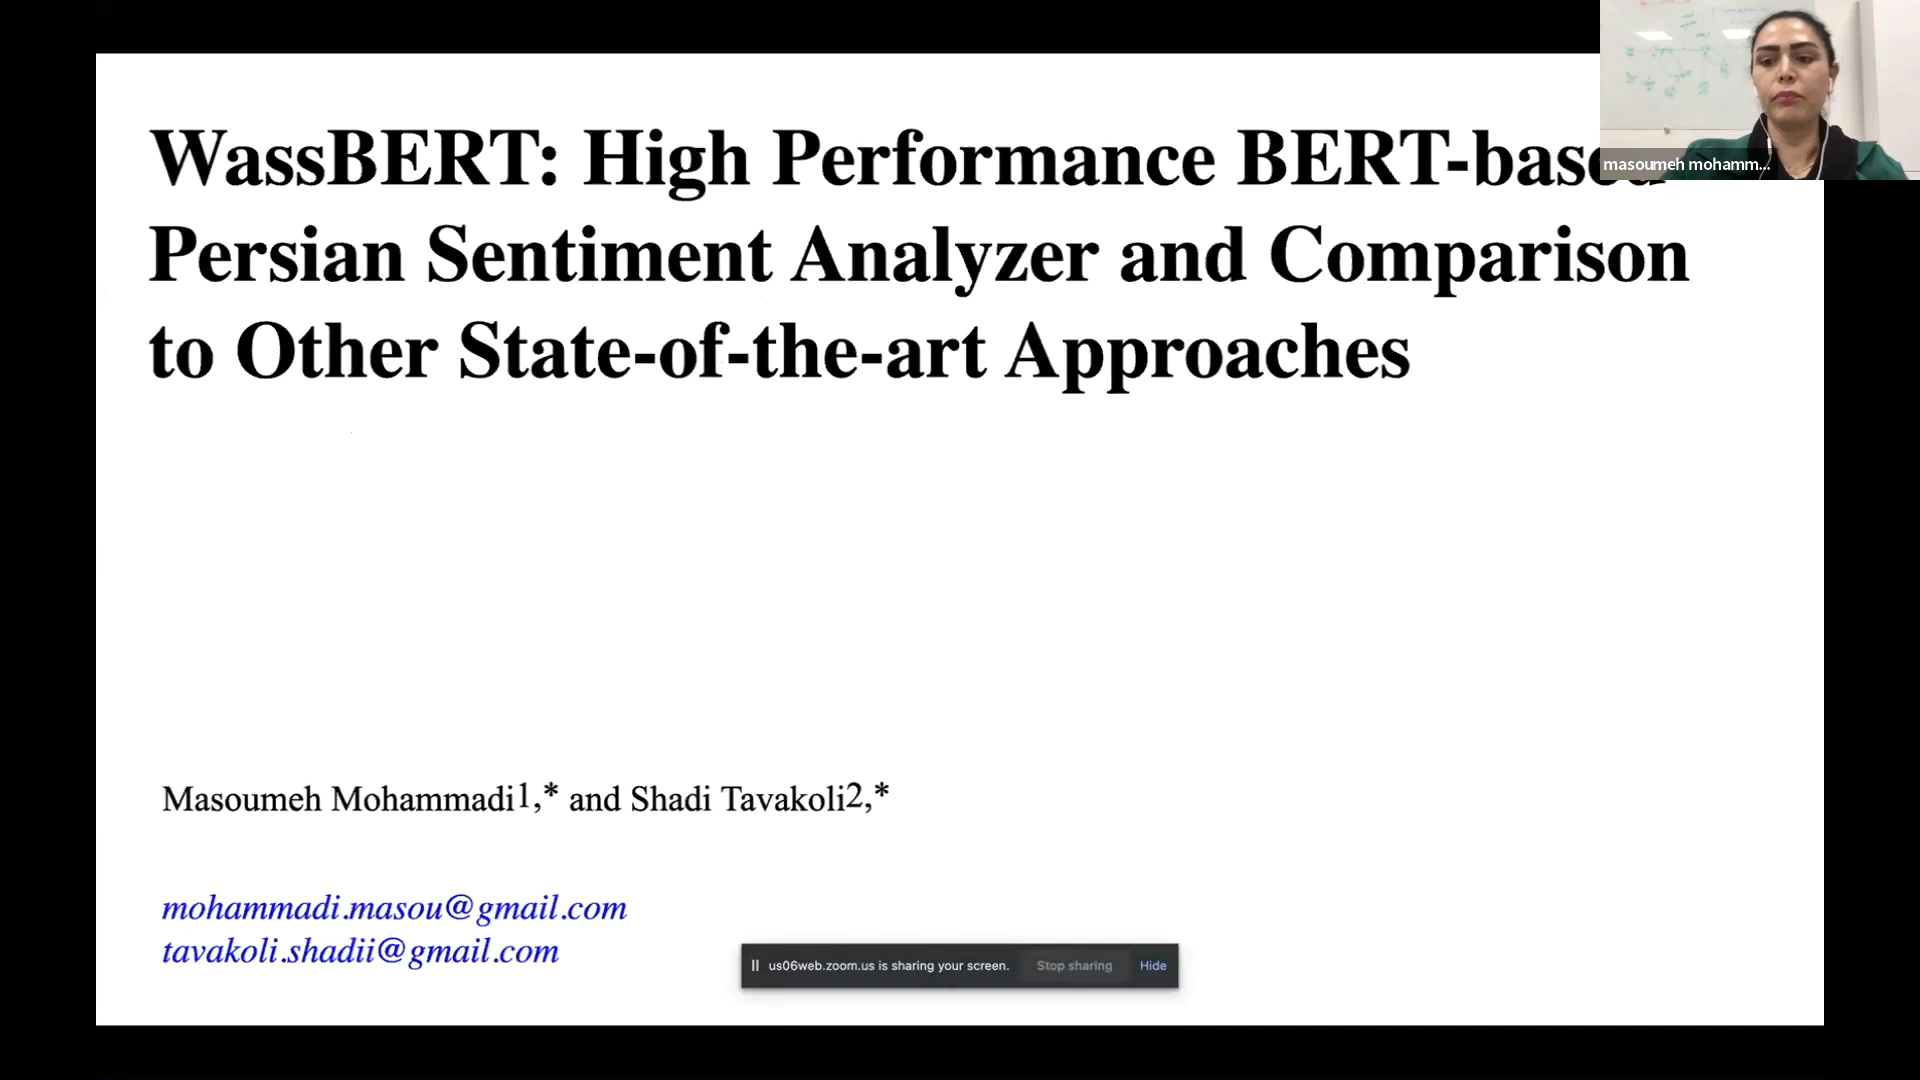 WassBERT: High Performance BERT-based
Persian Sentiment Analyzer and Comparison
to Other State-of-the-art Approaches
masoumeh mohamm...
Masoumeh Mohammadi1,* and Shadi Tavakoli2,*
mohammadi.masou@gmail.com
tavakoli.shadii@gmail.com
us06web.zoom.us is sharing your screen. Stop sharing Hide